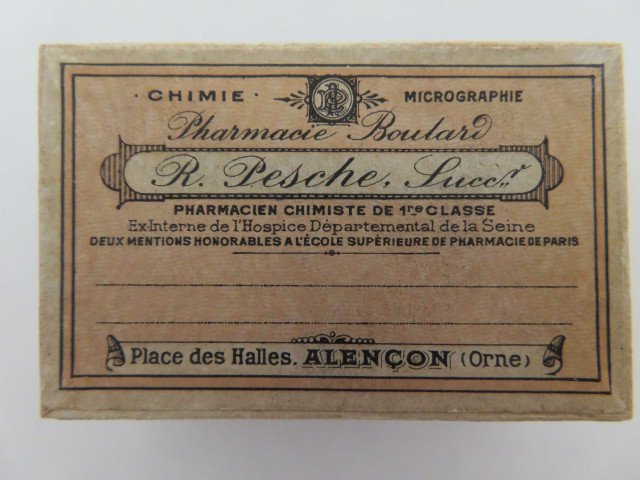 · CHIMIE · MICROGRAPHIE
Pharmacie Boulard
R. Pesche, Succr.
PHARMACIEN CHIMISTE DE 1re CLASSE
Ex-Interne de l'Hospice Départemental de la Seine
DEUX MENTIONS HONORABLES A L'ÉCOLE SUPÉRIEURE DE PHARMACIE DE PARIS
Place des Halles, ALENÇON (Orne)